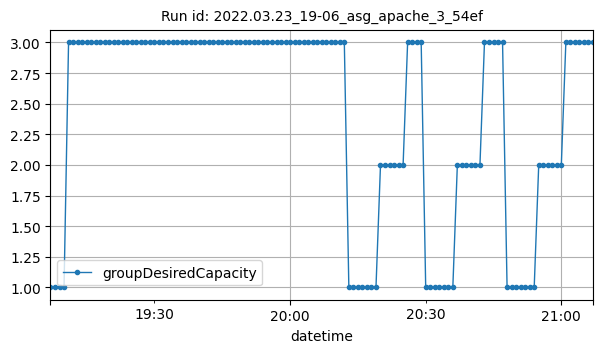 Run id: 2022.03.23_19-06_asg_apache_3_54ef
3.00
2.75
2.50
2.25
2.00
1.75
1.50
1.25
1.00
groupDesiredCapacity
19:30 20:00 20:30 21:00
datetime